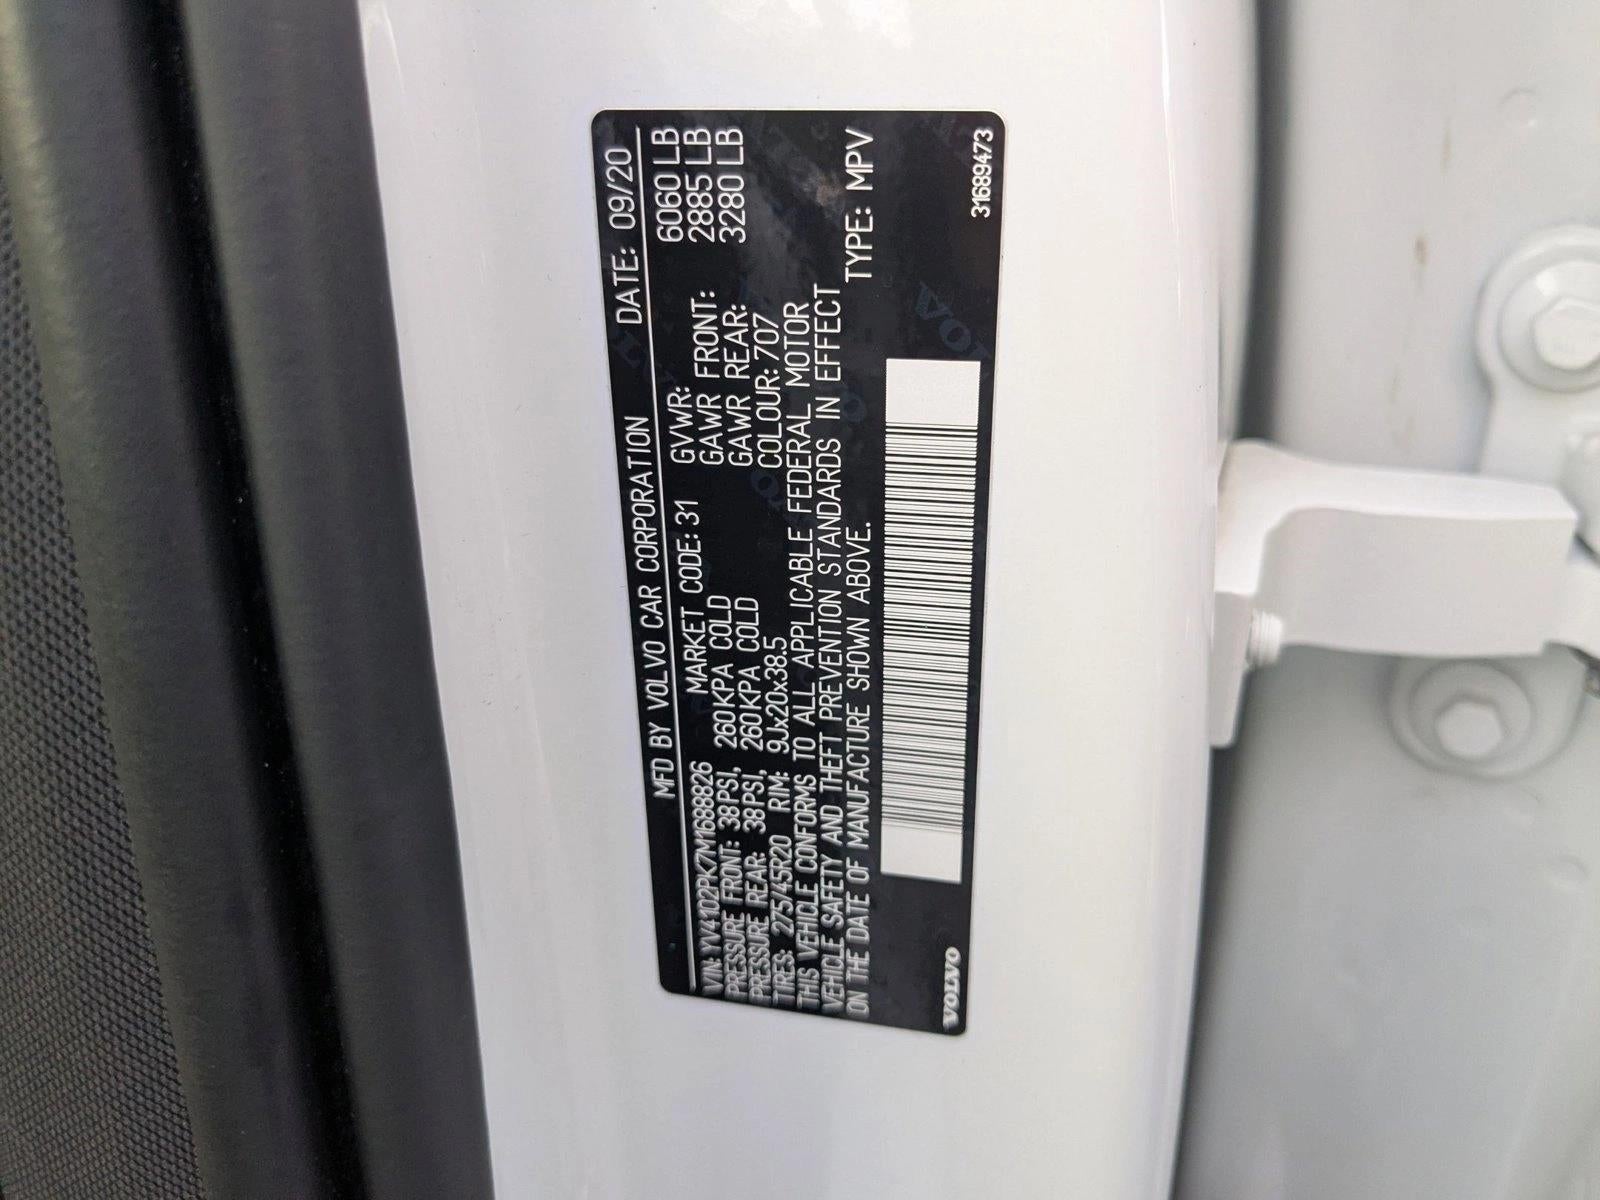 MFD BY VOLVO CAR CORPORATION DATE: 09/20
VIN: YV4102PK7M1688826 MARKET CODE: 31 GVWR: 6060 LB
PRESSURE FRONT: 38PSI, 260KPA COLD GAWR FRONT: 2885 LB
PRESSURE REAR: 38PSI, 260KPA COLD GAWR REAR: 3280 LB
TIRES: 275/45R20 RIM: 9Jx20x38.5 COLOUR: 707
THIS VEHICLE CONFORMS TO ALL APPLICABLE FEDERAL MOTOR
VEHICLE SAFETY AND THEFT PREVENTION STANDARDS IN EFFECT
ON THE DATE OF MANUFACTURE SHOWN ABOVE. TYPE: MPV
VOLVO 31689473